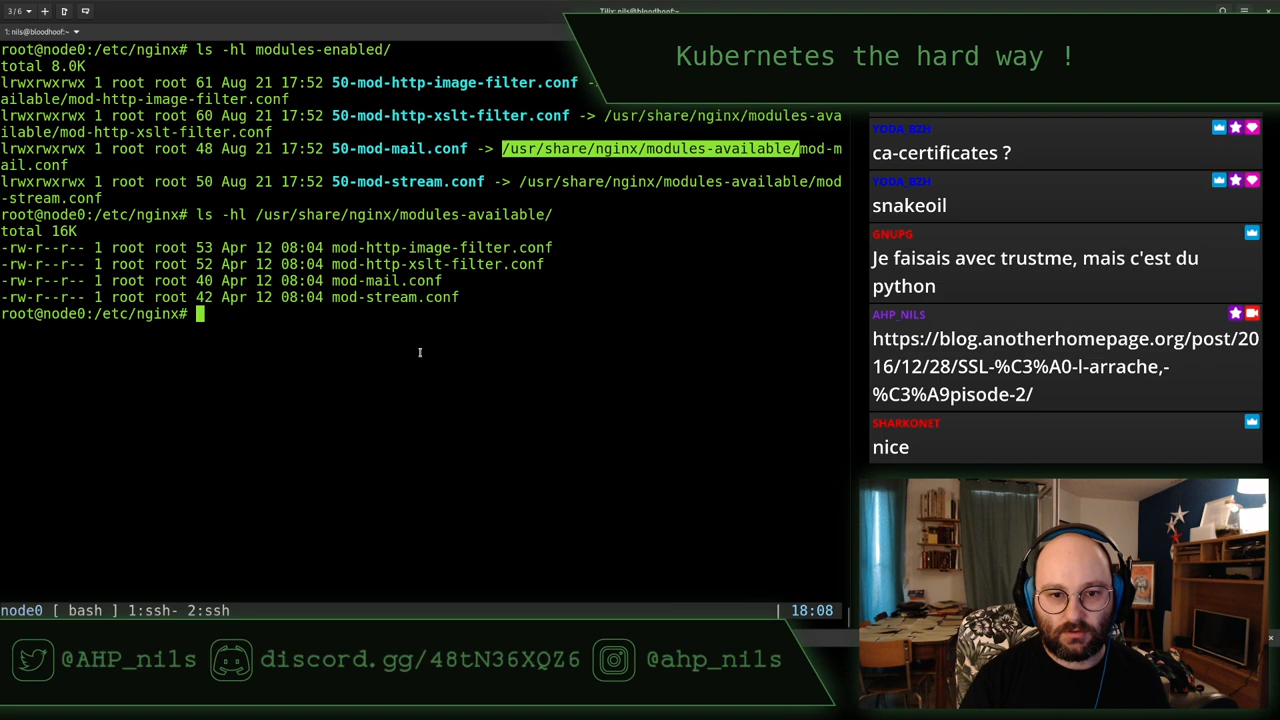 3/6
Tilix: nils@bloodhoof:~
1: nils@bloodhoof:~
root@node0:/etc/nginx# ls -hl modules-enabled/
total 8.0K
lrwxrwxrwx 1 root root 61 Aug 21 17:52 50-mod-http-image-filter.conf -
ailable/mod-http-image-filter.conf
lrwxrwxrwx 1 root root 60 Aug 21 17:52 50-mod-http-xslt-filter.conf -> /usr/share/nginx/modules-ava
ilable/mod-http-xslt-filter.conf
lrwxrwxrwx 1 root root 48 Aug 21 17:52 50-mod-mail.conf -> /usr/share/nginx/modules-available/mod-m
ail.conf
lrwxrwxrwx 1 root root 50 Aug 21 17:52 50-mod-stream.conf -> /usr/share/nginx/modules-available/mod
-stream.conf
root@node0:/etc/nginx# ls -hl /usr/share/nginx/modules-available/
total 16K
-rw-r--r-- 1 root root 53 Apr 12 08:04 mod-http-image-filter.conf
-rw-r--r-- 1 root root 52 Apr 12 08:04 mod-http-xslt-filter.conf
-rw-r--r-- 1 root root 40 Apr 12 08:04 mod-mail.conf
-rw-r--r-- 1 root root 42 Apr 12 08:04 mod-stream.conf
root@node0:/etc/nginx#
node0 [ bash ] 1:ssh- 2:ssh | 18:08
Kubernetes the hard way !
YODA_BZH
ca-certificates ?
YODA_BZH
snakeoil
GNUPG
Je faisais avec trustme, mais c'est du
python
AHP_NILS
https://blog.anotherhomepage.org/post/20
16/12/28/SSL-%C3%A0-l-arrache,-
%C3%A9pisode-2/
SHARKONET
nice
@AHP_nils discord.gg/48tN36XQZ6 @ahp_nils